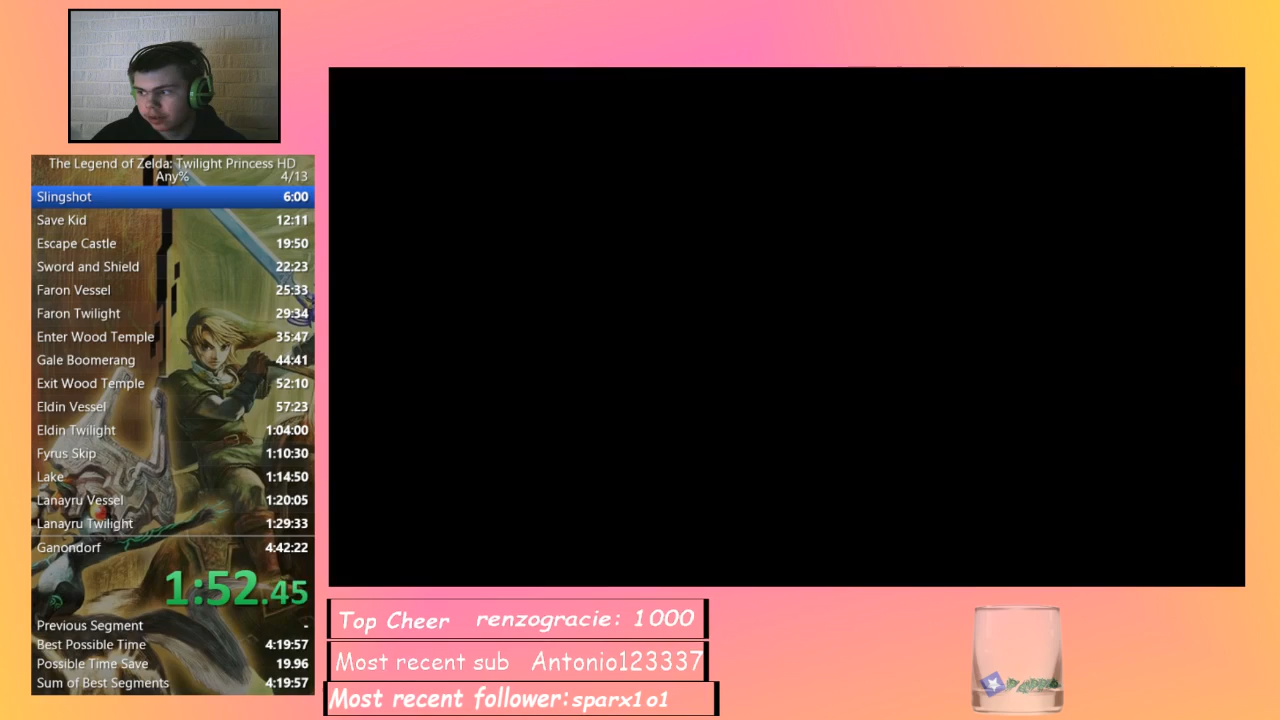 The Legend of Zelda: Twilight Princess HD
Any% 4/13
Slingshot 6:00
Save Kid 12:11
Escape Castle 19:50
Sword and Shield 22:23
Faron Vessel 25:33
Faron Twilight 29:34
Enter Wood Temple 35:47
Gale Boomerang 44:41
Exit Wood Temple 52:10
Eldin Vessel 57:23
Eldin Twilight 1:04:00
Fyrus Skip 1:10:30
Lake 1:14:50
Lanayru Vessel 1:20:05
Lanayru Twilight 1:29:33
Ganondorf 4:42:22
1:52.45
Previous Segment -
Best Possible Time 4:19:57
Possible Time Save 19.96
Sum of Best Segments 4:19:57
Top Cheer renzogracie: 1000
Most recent sub Antonio123337
Most recent follower:sparx1o1